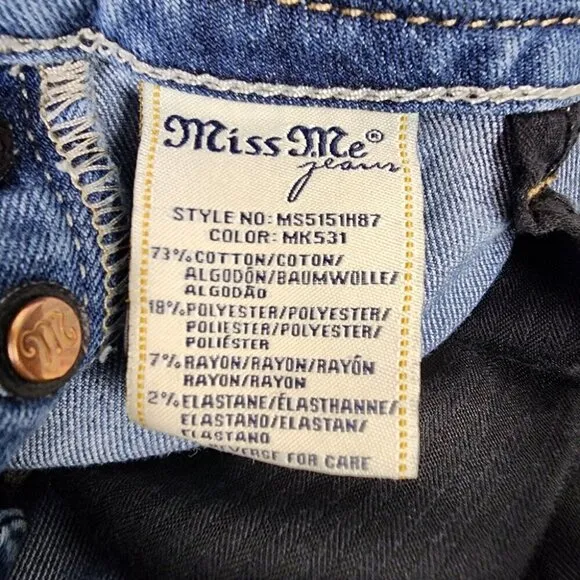 Miss Me®
jeans
STYLE NO: MS5151H87
COLOR: MK531
73% COTTON/COTON/
ALGODÓN/BAUMWOLLE/
ALGODÃO
18% POLYESTER/POLYESTER/
POLIESTER/POLYESTER/
POLIÉSTER
7% RAYON/RAYON/RAYÓN
RAYON/RAYON
2% ELASTANE/ÉLASTHANNE/
ELASTANO/ELASTAN/
ELASTANO
REVERSE FOR CARE
M